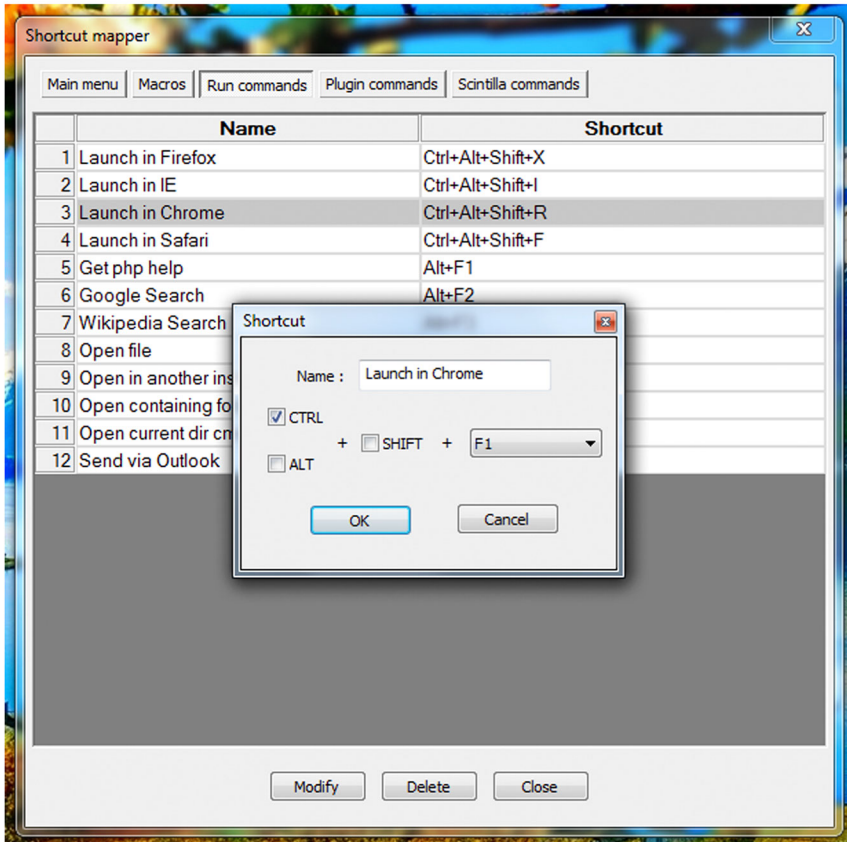 Shortcut mapper
Main menu Macros Run commands Plugin commands Scintilla commands
Name Shortcut
1 Launch in Firefox Ctrl+Alt+Shift+X
2 Launch in IE Ctrl+Alt+Shift+I
3 Launch in Chrome Ctrl+Alt+Shift+R
4 Launch in Safari Ctrl+Alt+Shift+F
5 Get php help Alt+F1
6 Google Search Alt+F2
7 Wikipedia Search
8 Open file
9 Open in another ins
10 Open containing fo
11 Open current dir cm
12 Send via Outlook
Shortcut
Name : Launch in Chrome
CTRL
+ SHIFT + F1
ALT
OK Cancel
Modify Delete Close